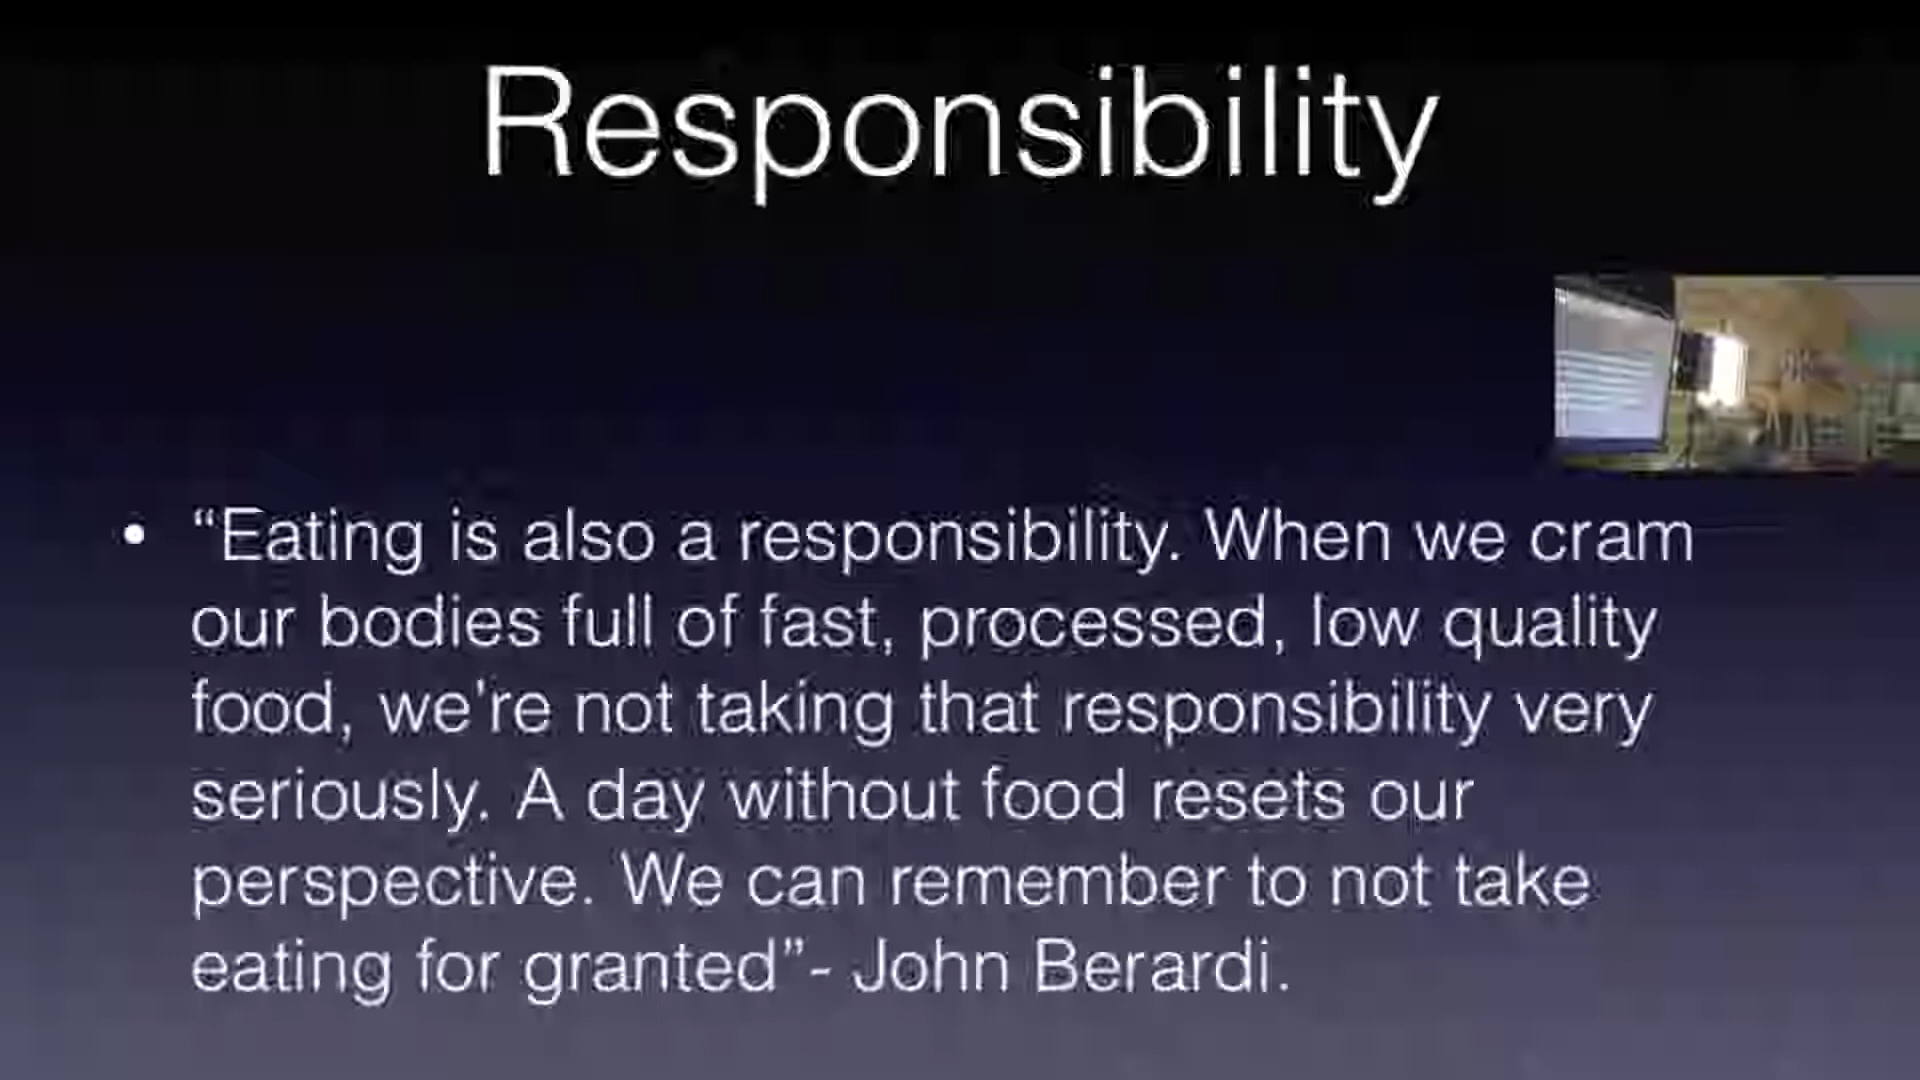 Responsibility
• “Eating is also a responsibility. When we cram
our bodies full of fast, processed, low quality
food, we're not taking that responsibility very
seriously. A day without food resets our
perspective. We can remember to not take
eating for granted”- John Berardi.